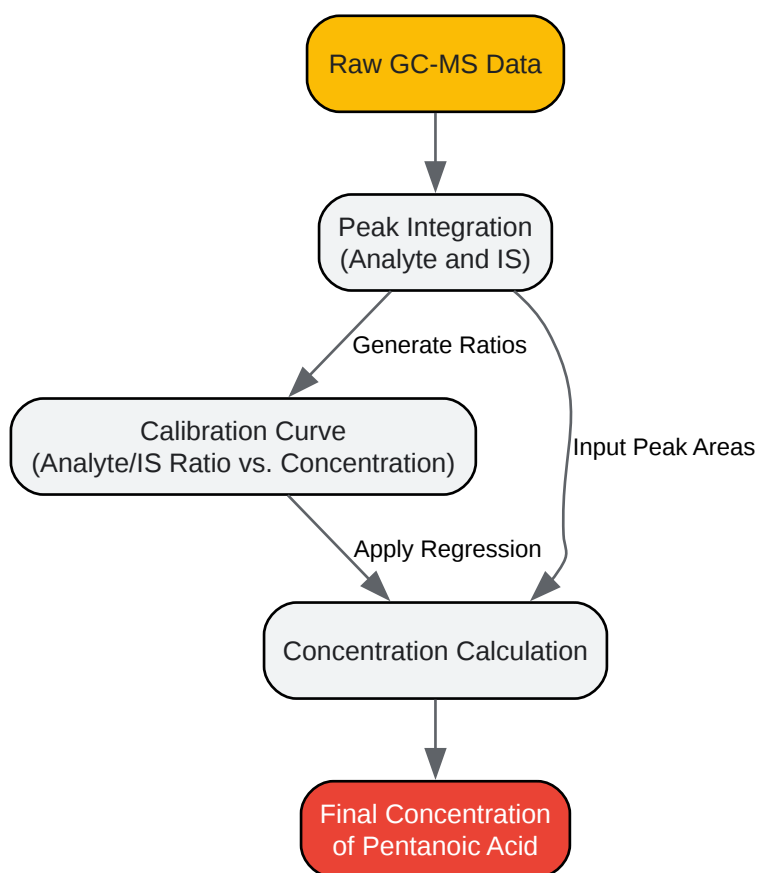 Raw GC-MS Data
Peak Integration
(Analyte and IS)
Generate Ratios
Calibration Curve
(Analyte/IS Ratio vs. Concentration)
Input Peak Areas
Apply Regression
Concentration Calculation
Final Concentration
of Pentanoic Acid